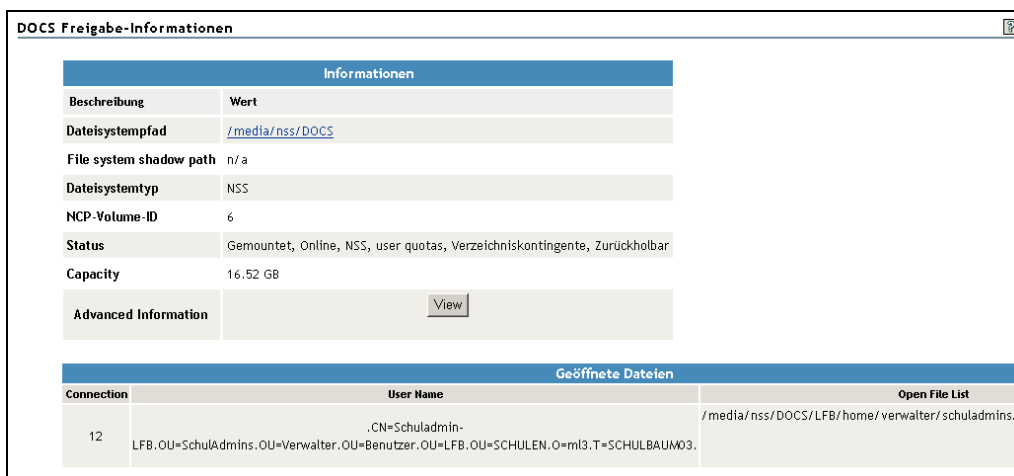 DOCS Freigabe-Informationen
Informationen
Beschreibung Wert
Dateisystempfad /media/nss/DOCS
File system shadow path n/a
Dateisystemtyp NSS
NCP-Volume-ID 6
Status Gemountet, Online, NSS, user quotas, Verzeichniskontingente, Zurückholbar
Capacity 16.52 GB
Advanced Information View
Geöffnete Dateien
Connection User Name Open File List
12 .CN=Schuladmin-
LFB.OU=SchulAdmins.OU=Verwalter.OU=Benutzer.OU=LFB.OU=SCHULEN.O=ml3.T=SCHULBAUM03.
/media/nss/DOCS/LFB/home/verwalter/schuladmins.